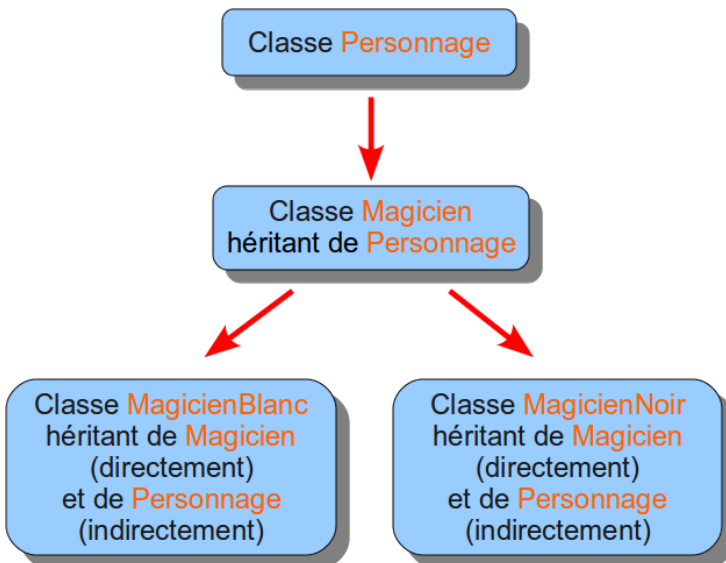 Classe Personnage
Classe Magicien
héritant de Personnage
Classe MagicienBlanc
héritant de Magicien
(directement)
et de Personnage
(indirectement)
Classe MagicienNoir
héritant de Magicien
(directement)
et de Personnage
(indirectement)